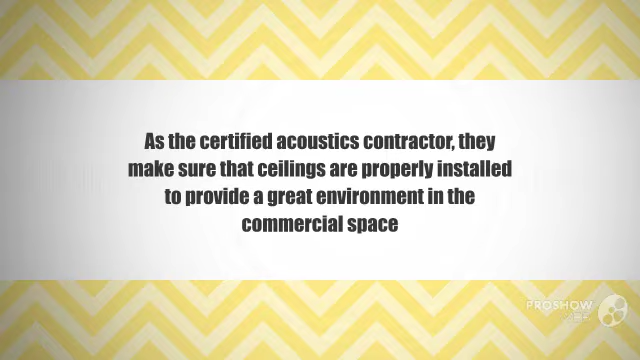 As the certified acoustics contractor, they
make sure that ceilings are properly installed
to provide a great environment in the
commercial space
PROSHOW
WEB